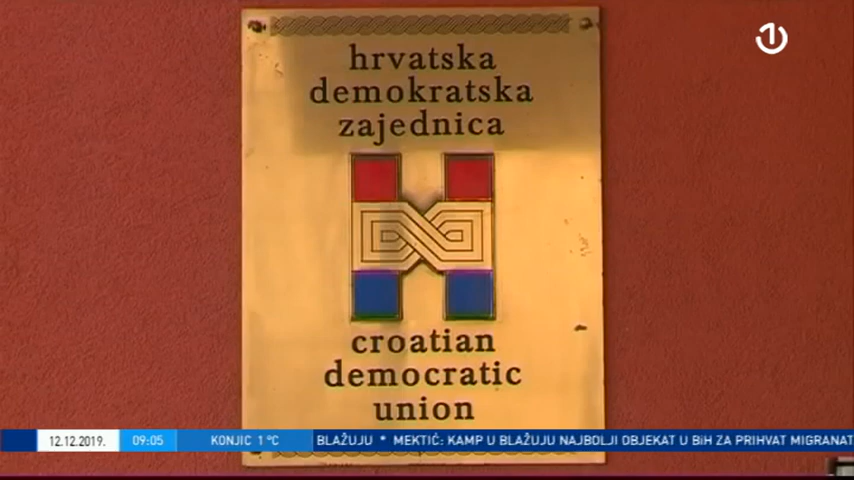 hrvatska
demokratska
zajednica
croatian
democratic
union
12.12.2019. 09:05 KONJIC 1°C BLAŽUJU * MEKTIĆ: KAMP U BLAŽUJU NAJBOLJI OBJEKAT U BiH ZA PRIHVAT MIGRANAT
1